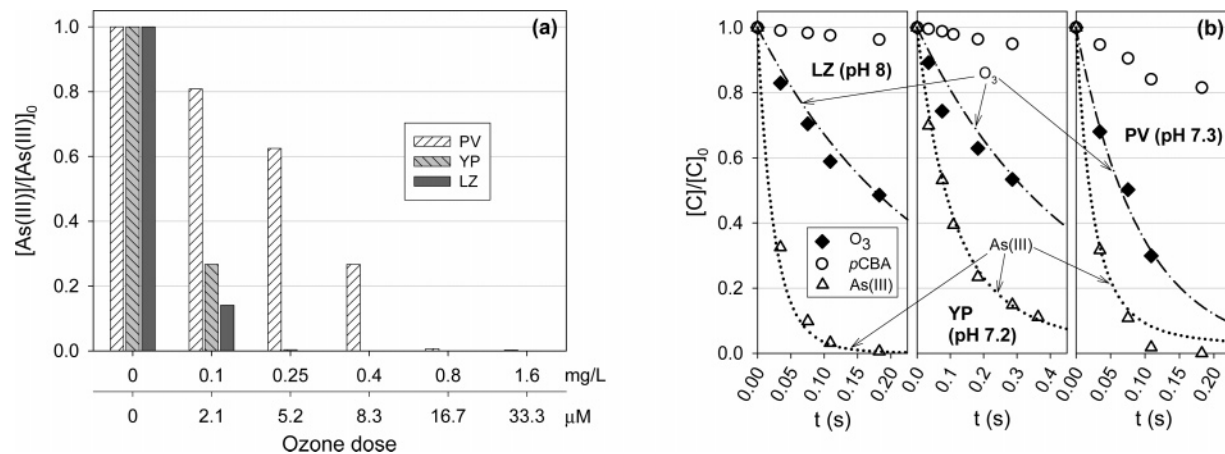 (a)
[As(III)]/[As(III)]₀
1.0
0.8
0.6
0.4
0.2
0.0
PV
YP
LZ
0 0.1 0.25 0.4 0.8 1.6 mg/L
0 2.1 5.2 8.3 16.7 33.3 μM
Ozone dose
(b)
[C]/[C]₀
1.0
0.8
0.6
0.4
0.2
0.0
LZ (pH 8)
O₃
PV (pH 7.3)
O₃
pCBA
As(III)
As(III)
YP
(pH 7.2)
0.00 0.05 0.10 0.15 0.20
0.0 0.1 0.2 0.3 0.4
0.00 0.05 0.10 0.15 0.20
t (s) t (s) t (s)